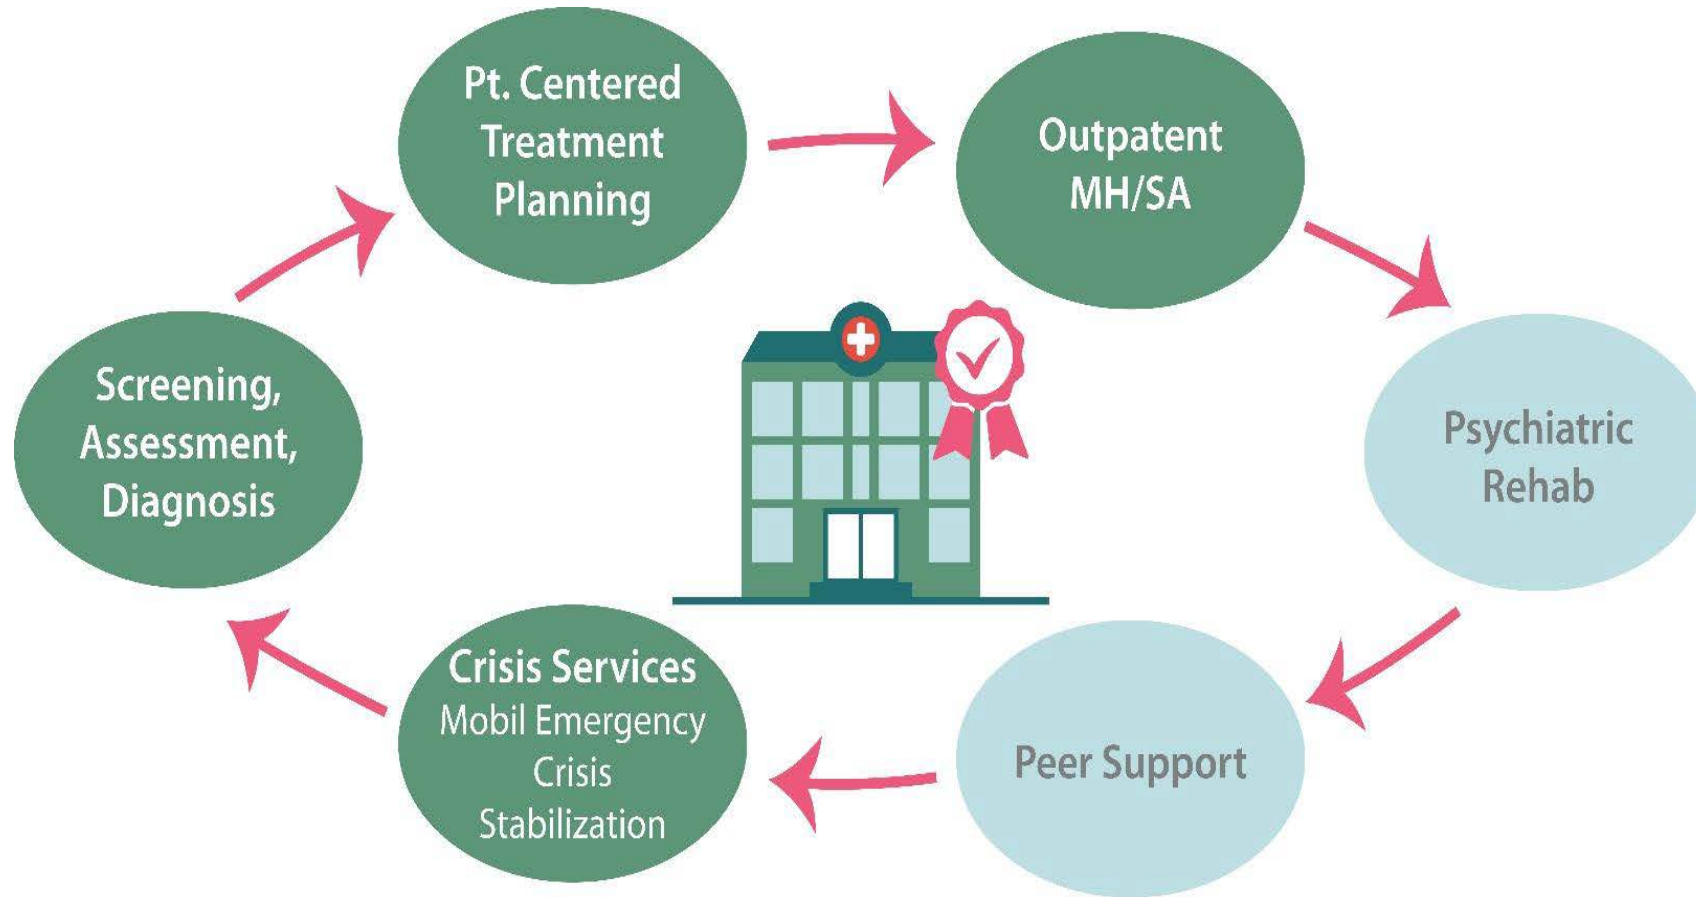 Pt. Centered
Treatment
Planning
Outpatent
MH/SA
Screening,
Assessment,
Diagnosis
Psychiatric
Rehab
Crisis Services
Mobil Emergency
Crisis
Stabilization
Peer Support